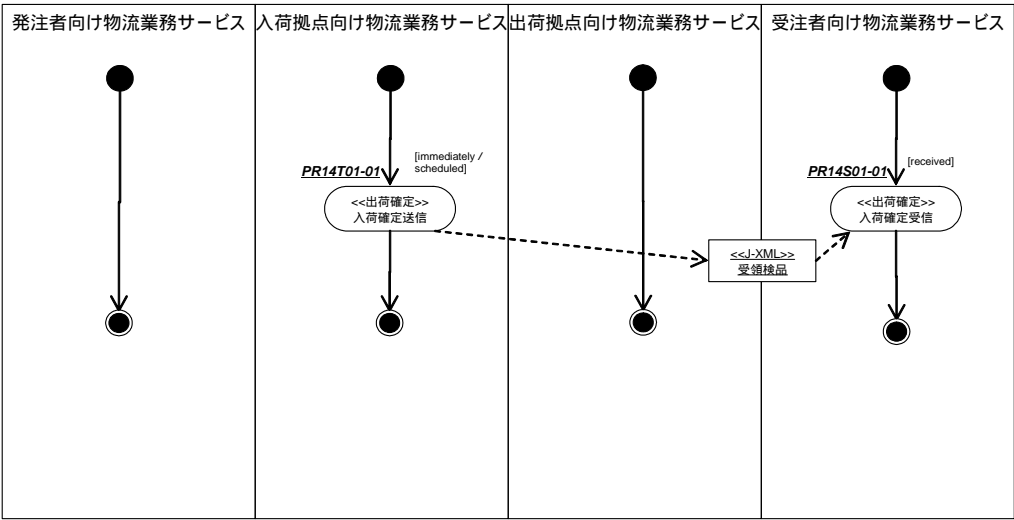 発注者向け物流業務サービス
入荷拠点向け物流業務サービス
出荷拠点向け物流業務サービス
受注者向け物流業務サービス
[immediately /
scheduled]
PR14T01-01
<<出荷確定>>
入荷確定送信
<<J-XML>>
受領検品
[received]
PR14S01-01
<<出荷確定>>
入荷確定受信